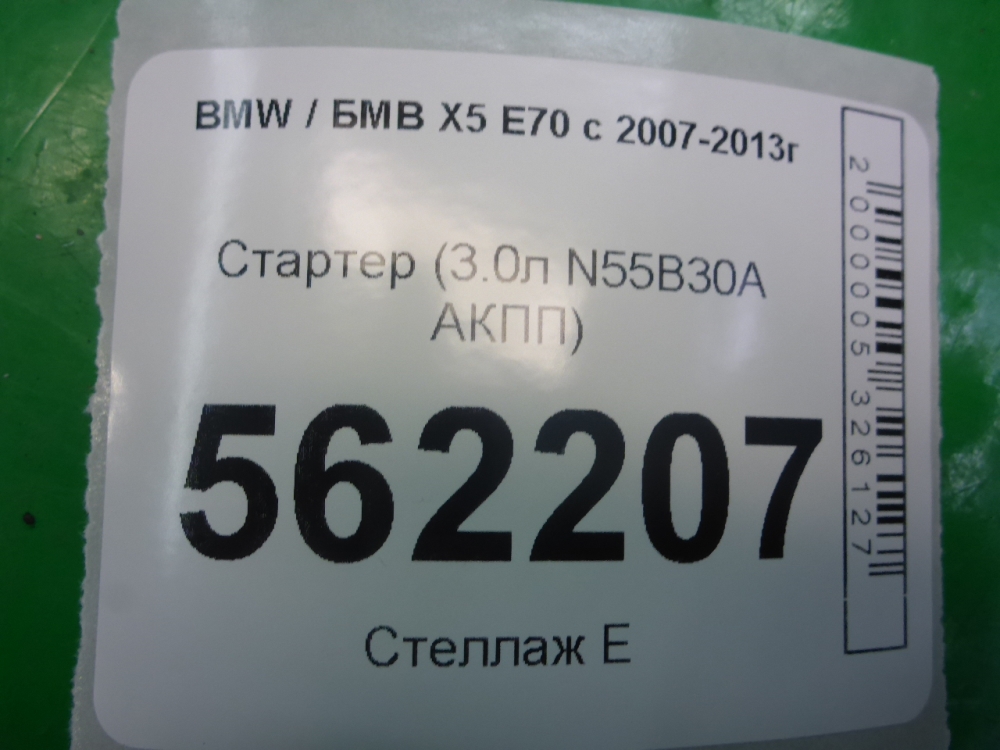 BMW / БМВ X5 E70 с 2007-2013г
Стартер (3.0л N55B30A
АКПП)
562207
Стеллаж Е
2000005326127